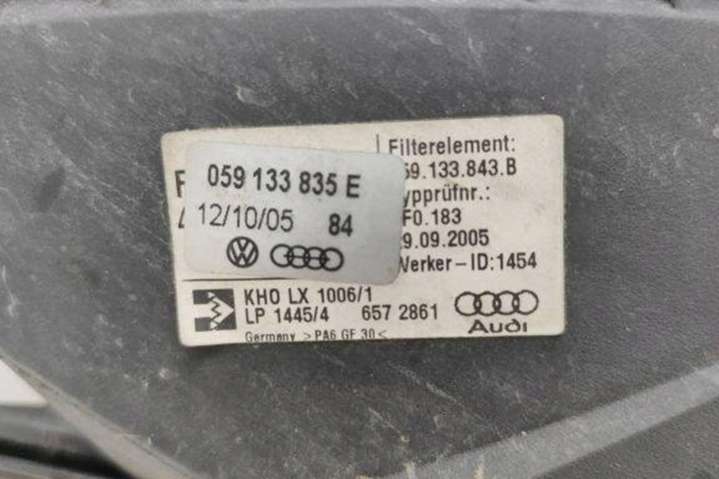 059 133 835 E
12/10/05 84
Filterelement:
59.133.843.B
ypprüfnr.:
F0.183
9.09.2005
Werker-ID:1454
KHO LX 1006/1
LP 1445/4 657 2861
Audi
Germany >PA6 GF 30<